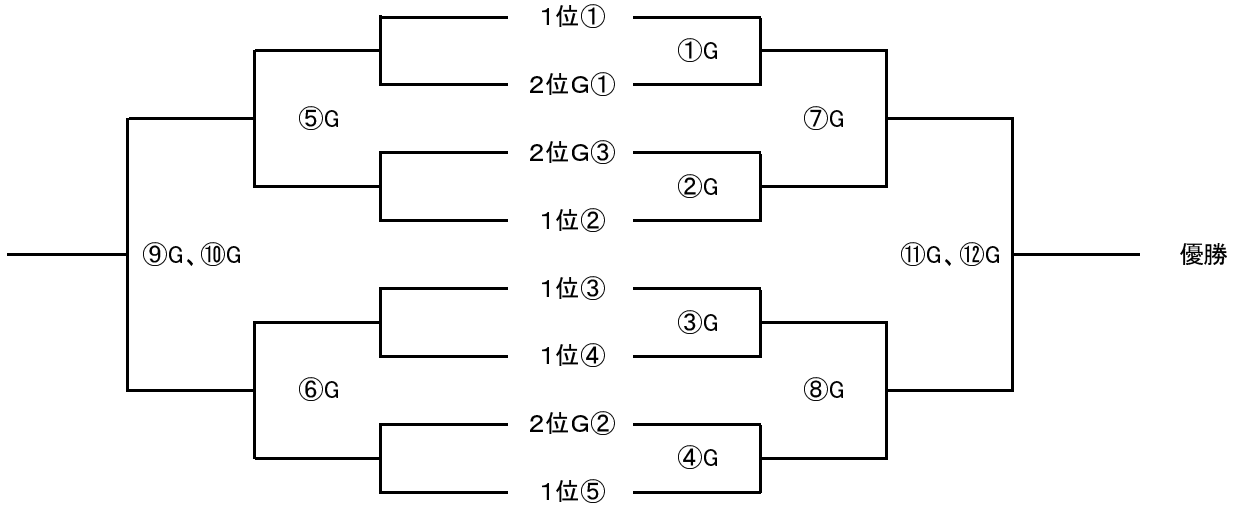 1位①
①G
2位G①
⑤G
⑦G
2位G③
②G
1位②
⑨G、⑩G
⑪G、⑫G
優勝
1位③
③G
1位④
⑥G
⑧G
2位G②
④G
1位⑤